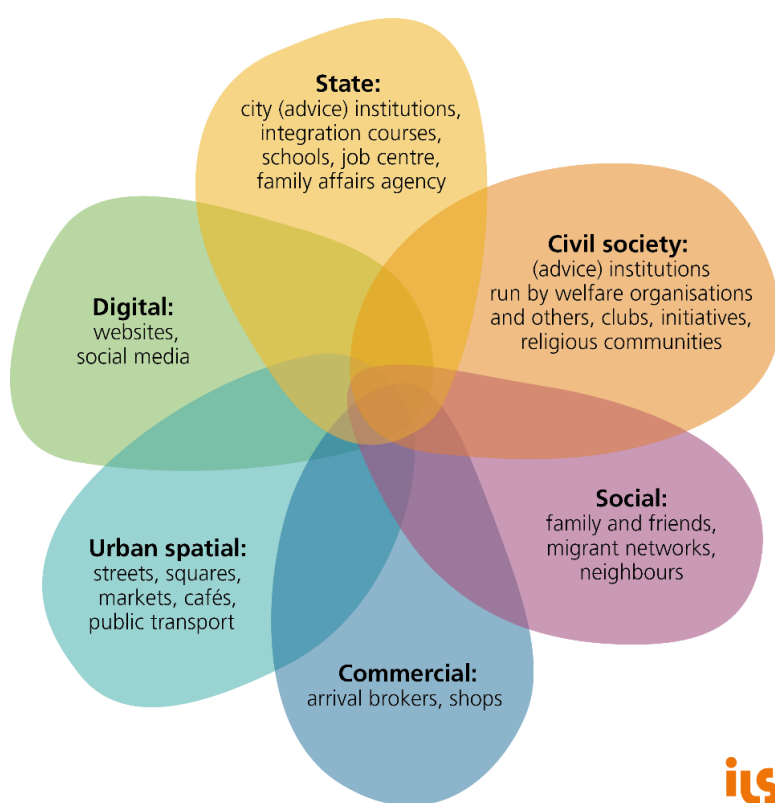 State:
city (advice) institutions,
integration courses,
schools, job centre,
family affairs agency
Civil society:
(advice) institutions
run by welfare organisations
and others, clubs, initiatives,
religious communities
Digital:
websites,
social media
Social:
family and friends,
migrant networks,
neighbours
Urban spatial:
streets, squares,
markets, cafés,
public transport
Commercial:
arrival brokers, shops
ils